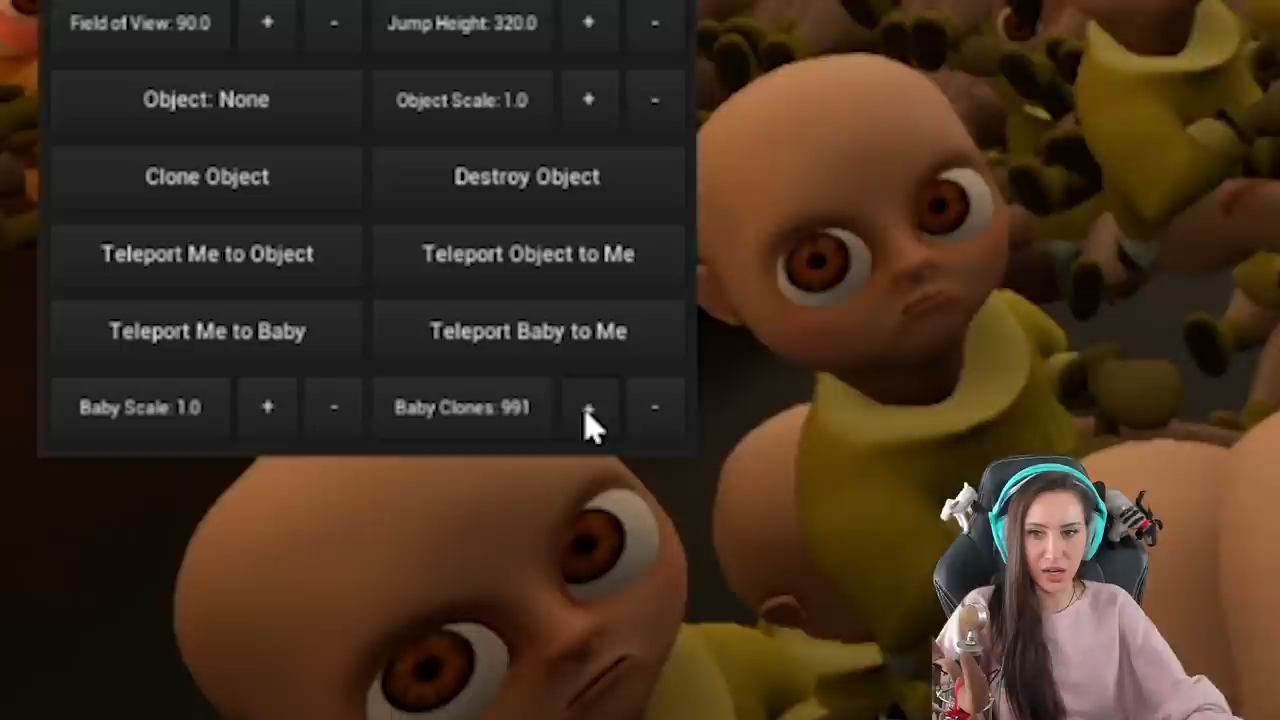 Field of View: 90.0 + - Jump Height: 320.0 + -
Object: None Object Scale: 1.0 + -
Clone Object Destroy Object
Teleport Me to Object Teleport Object to Me
Teleport Me to Baby Teleport Baby to Me
Baby Scale: 1.0 + - Baby Clones: 991 + -